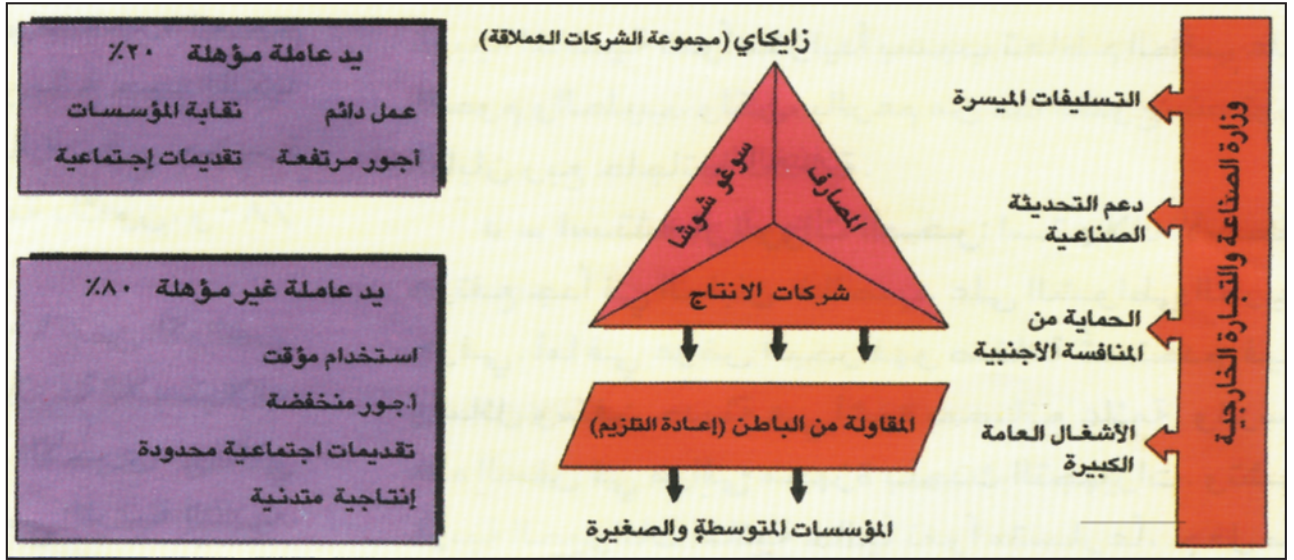 وزارة الصناعة والتجارة الخارجية
التسليفات الميسرة
دعم التحديثة
الصناعية
الحماية من
المنافسة الأجنبية
الأشغال العامة
الكبيرة
زايكاي (مجموعة الشركات العملاقة)
المصارف
سوغو شوشا
شركات الانتاج
المقاولة من الباطن (إعادة التلزيم)
المؤسسات المتوسطة والصغيرة
يد عاملة مؤهلة ٢٠٪
عمل دائم نقابة المؤسسات
أجور مرتفعة تقديمات إجتماعية
يد عاملة غير مؤهلة ٨٠٪
استخدام مؤقت
أجور منخفضة
تقديمات اجتماعية محدودة
إنتاجية متدنية